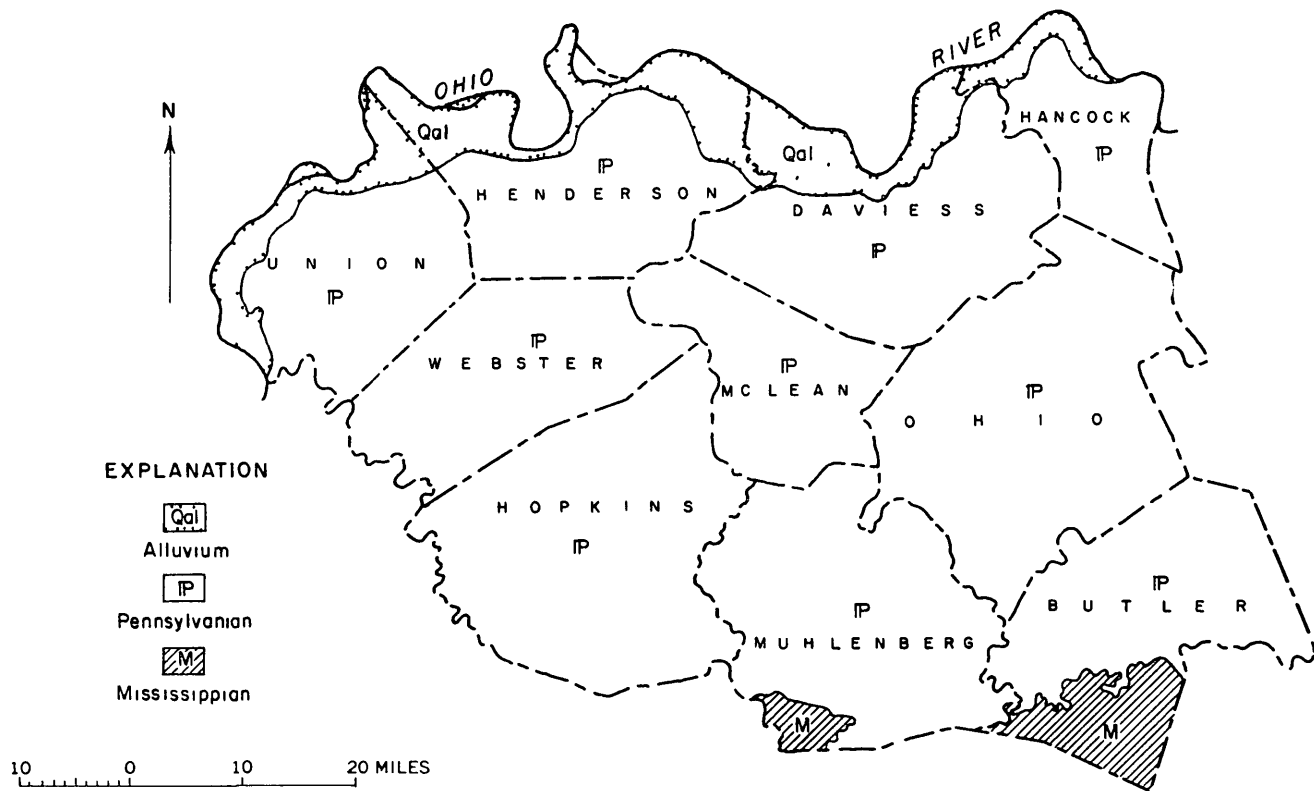 OHIO
RIVER
N
HANCOCK
ℙ
Qal
Qal
ℙ
HENDERSON
DAVIESS
ℙ
UNION
ℙ
ℙ
WEBSTER
ℙ
MCLEAN
ℙ
OHIO
EXPLANATION
Qal
Alluvium
ℙ
Pennsylvanian
M
Mississippian
HOPKINS
ℙ
ℙ
MUHLENBERG
ℙ
BUTLER
M
M
10 0 10 20 MILES